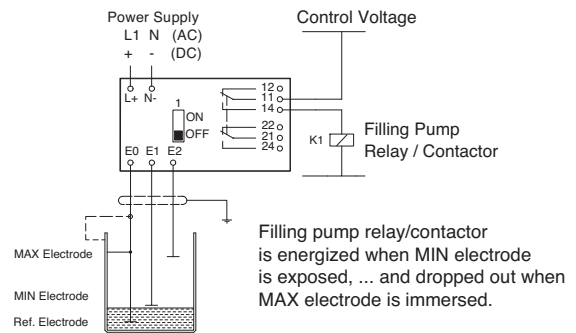 Power Supply
L1 N (AC)
+ - (DC)
Control Voltage
L+ N-
1
ON
OFF
12
11
14
22
21
24
E0 E1 E2
K1
Filling Pump
Relay / Contactor
MAX Electrode
MIN Electrode
Ref. Electrode
Filling pump relay/contactor
is energized when MIN electrode
is exposed, ... and dropped out when
MAX electrode is immersed.